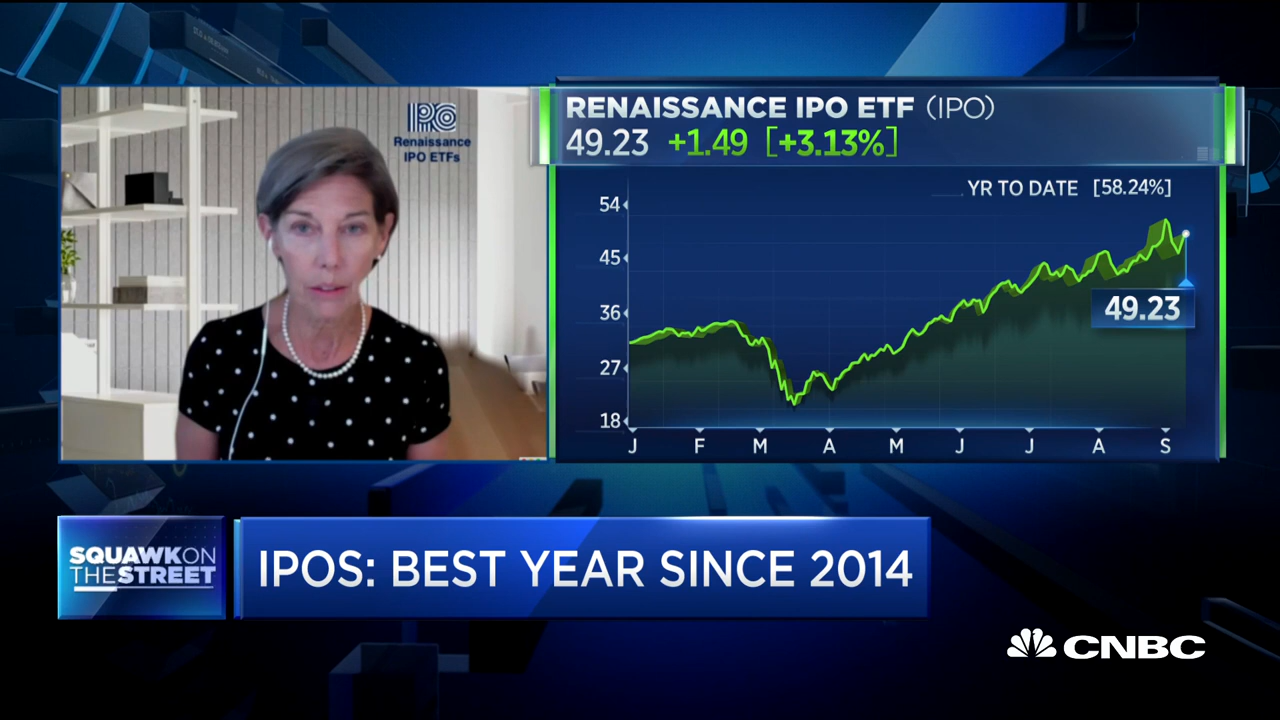 IPO
Renaissance
IPO ETFs
RENAISSANCE IPO ETF (IPO)
49.23 +1.49 [+3.13%]
YR TO DATE [58.24%]
54
45
36
27
18
J F M A M J J A S
49.23
SQUAWK ON
THE STREET
IPOS: BEST YEAR SINCE 2014
CNBC